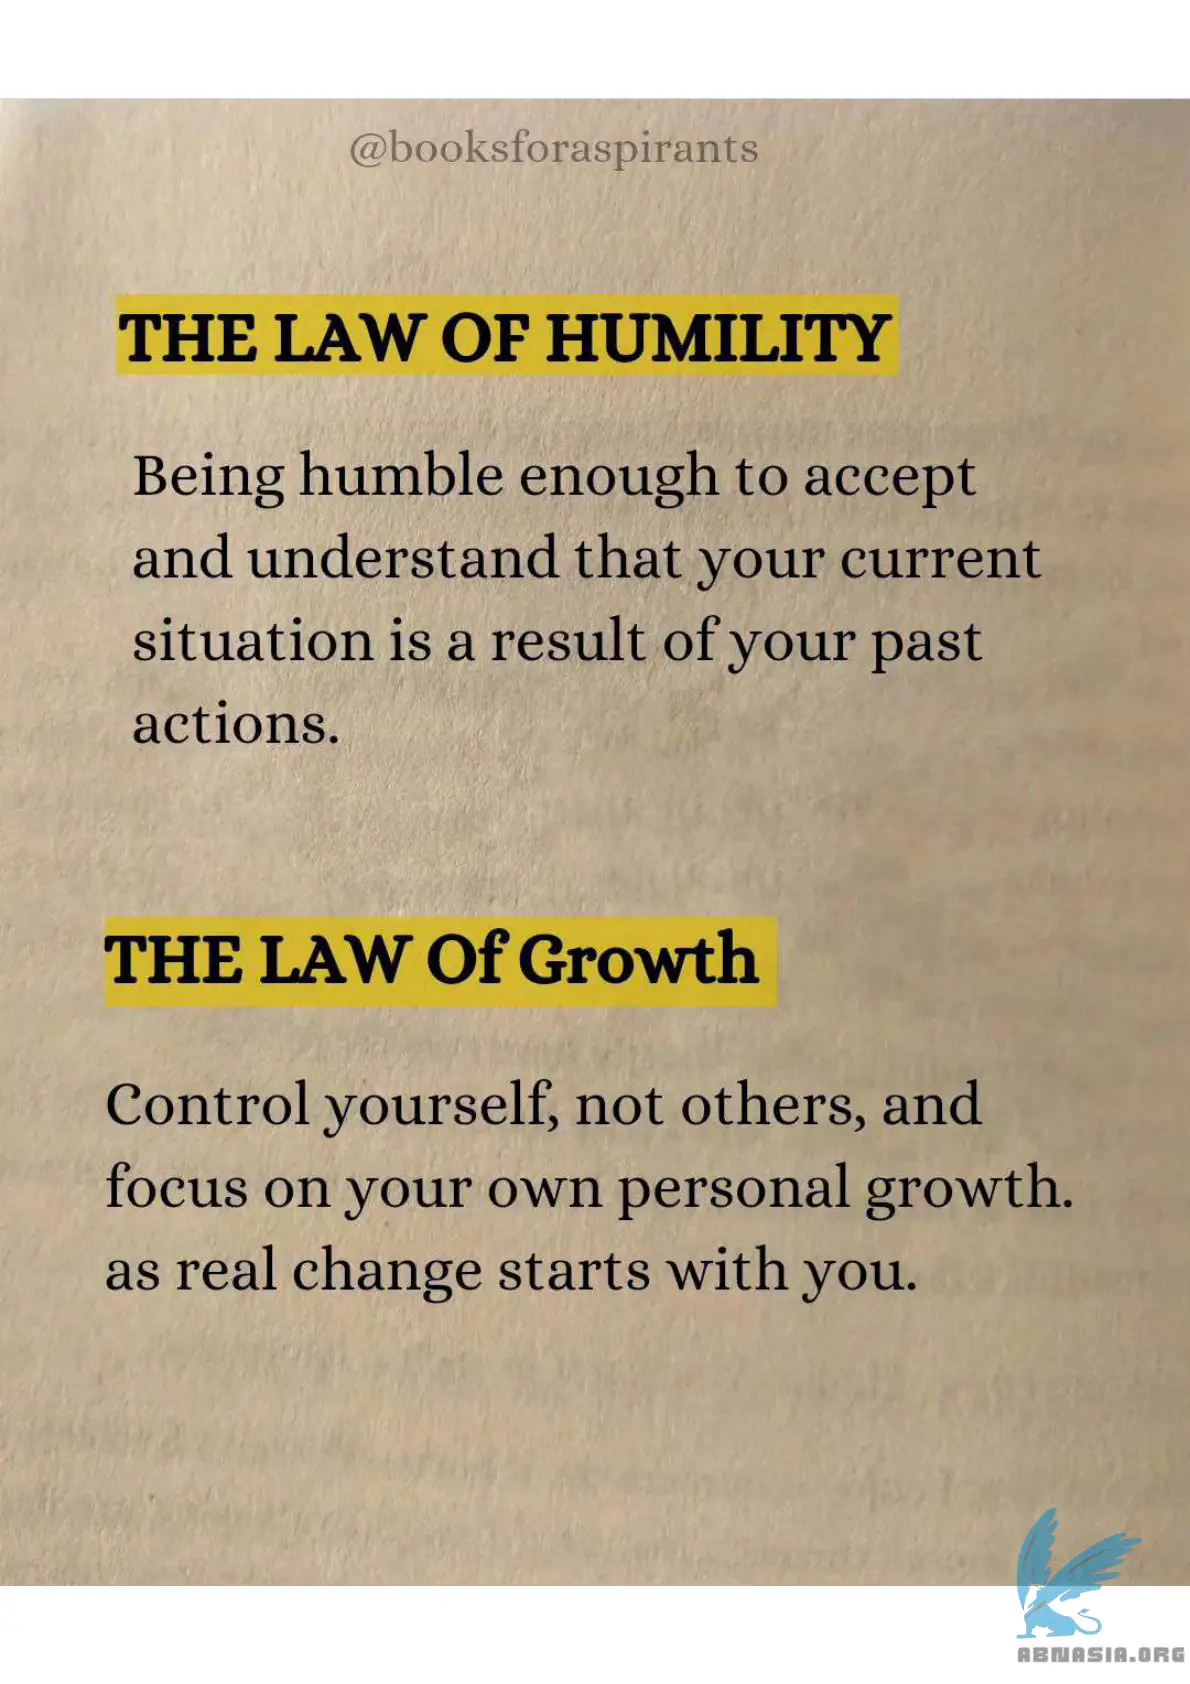 @booksforaspirants
THE LAW OF HUMILITY
Being humble enough to accept
and understand that your current
situation is a result of your past
actions.
THE LAW Of Growth
Control yourself, not others, and
focus on your own personal growth.
as real change starts with you.
ABNASIA.ORG